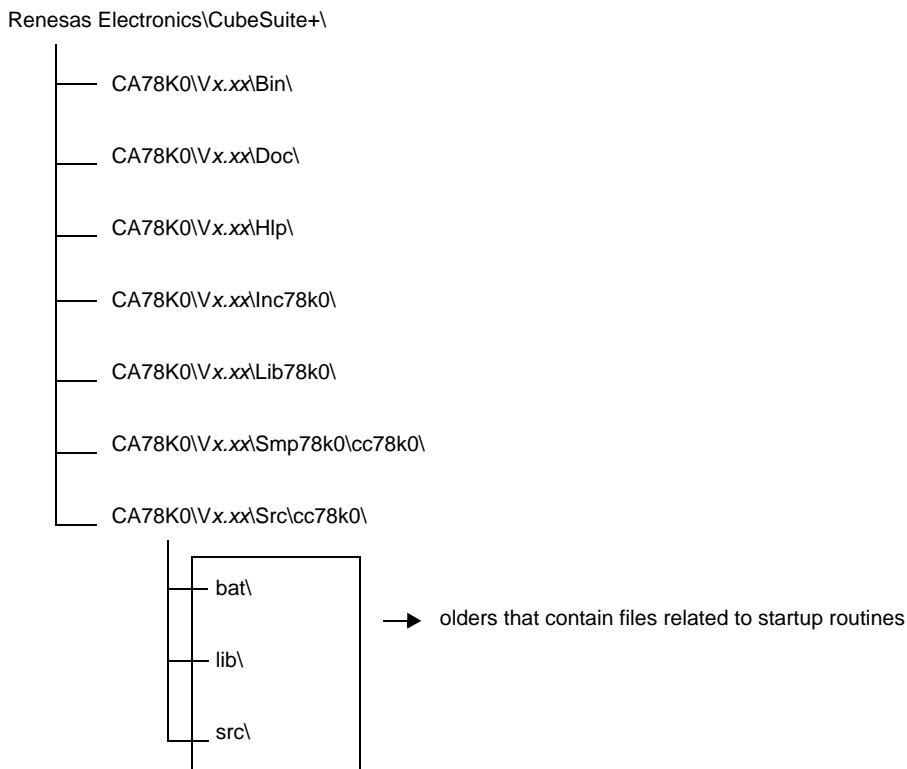 Renesas Electronics\CubeSuite+\
CA78K0\Vx.xx\Bin\
CA78K0\Vx.xx\Doc\
CA78K0\Vx.xx\Hlp\
CA78K0\Vx.xx\Inc78k0\
CA78K0\Vx.xx\Lib78k0\
CA78K0\Vx.xx\Smp78k0\cc78k0\
CA78K0\Vx.xx\Src\cc78k0\
bat\
olders that contain files related to startup routines
lib\
src\